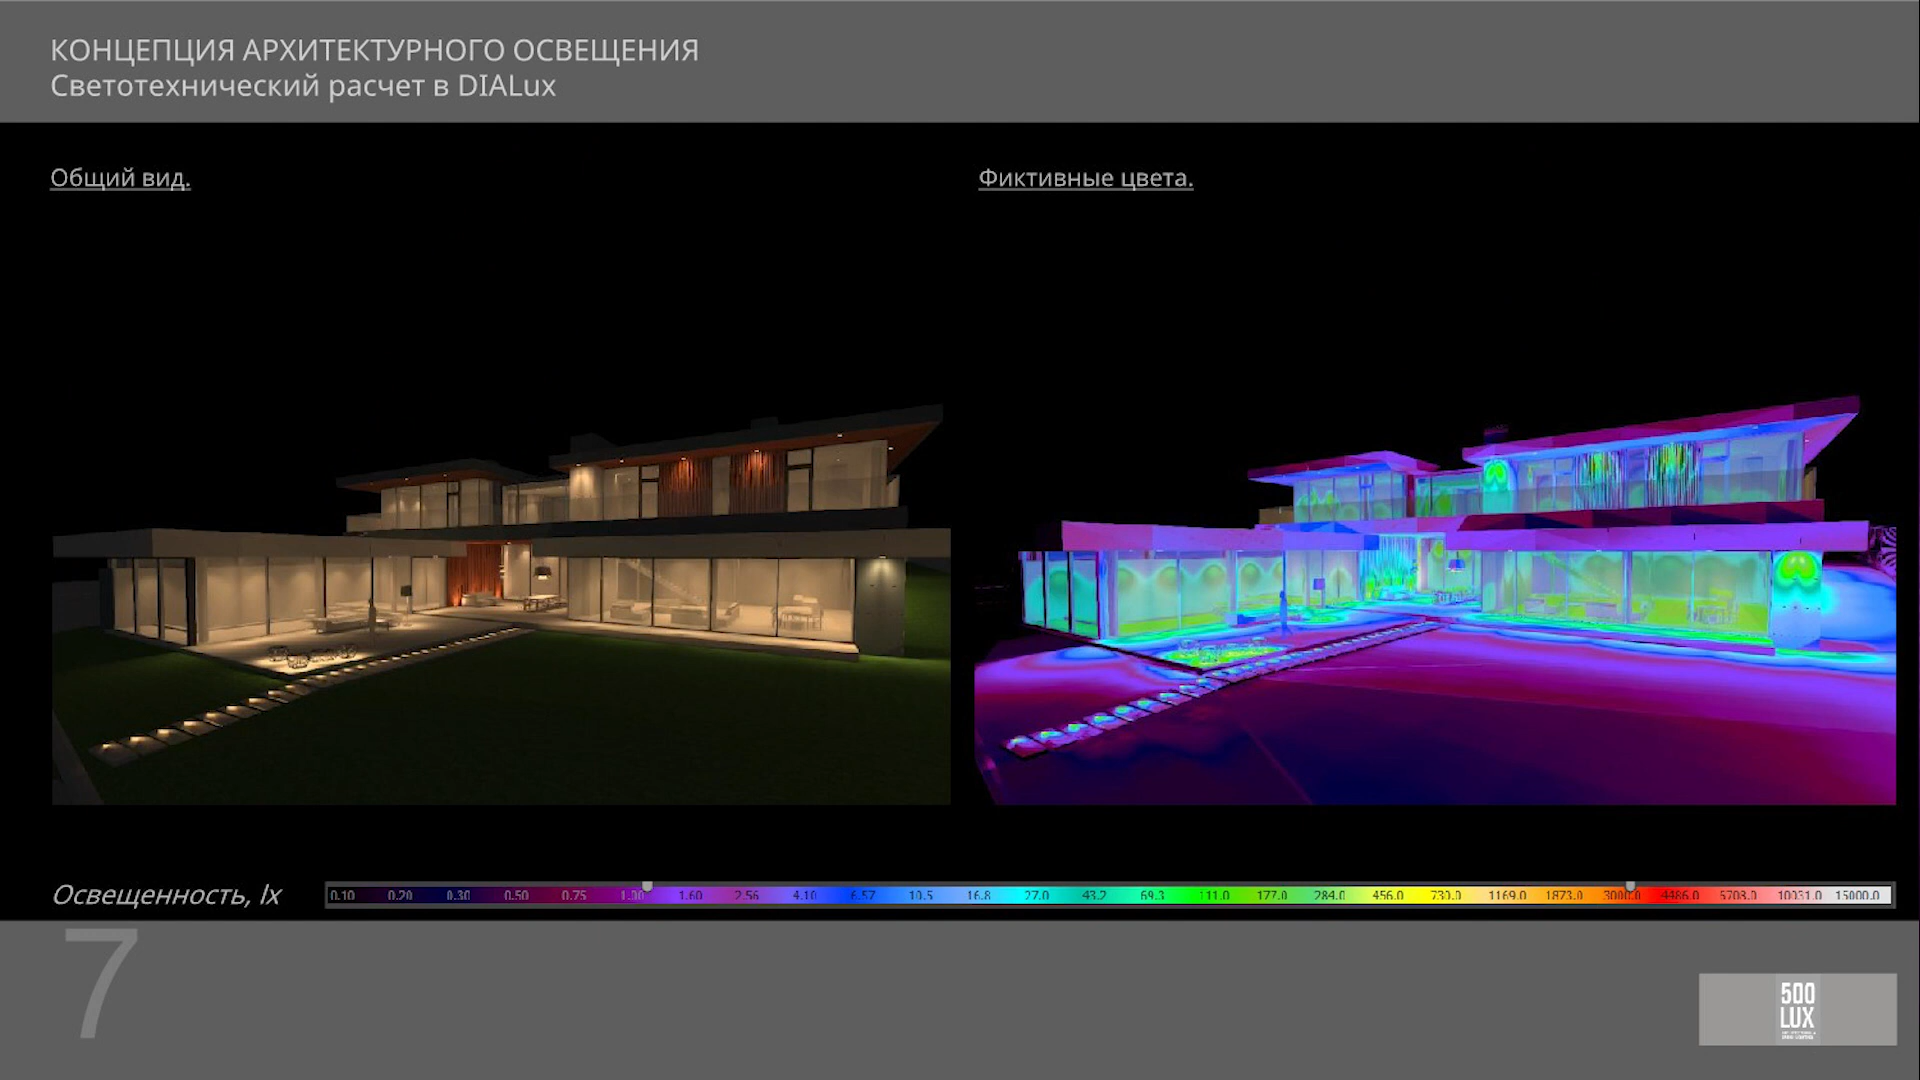 КОНЦЕПЦИЯ АРХИТЕКТУРНОГО ОСВЕЩЕНИЯ
Светотехнический расчет в DIALux
Общий вид.
Фиктивные цвета.
Освещенность, lx
0.10 0.20 0.30 0.50 0.75 1.00 1.60 2.56 4.10 6.57 10.5 16.8 27.0 43.2 69.3 111.0 177.0 284.0 456.0 730.0 1169.0 1873.0 3000.0 4486.0 6708.0 10031.0 15000.0
7
500
LUX